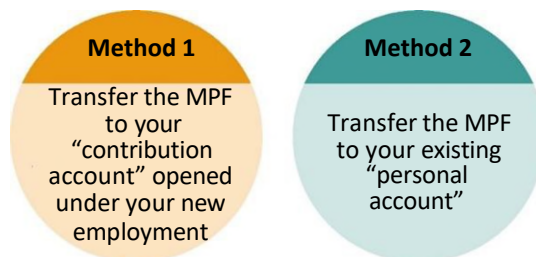 Method 1
Transfer the MPF
to your
“contribution
account” opened
under your new
employment
Method 2
Transfer the MPF
to your existing
“personal
account”